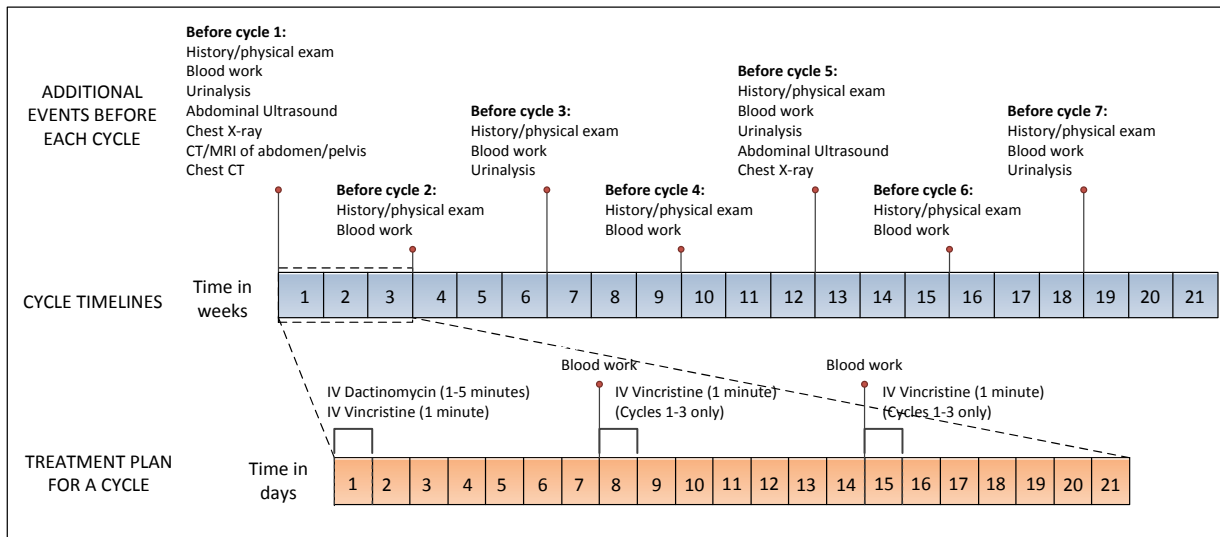 ADDITIONAL
EVENTS BEFORE
EACH CYCLE
Before cycle 1:
History/physical exam
Blood work
Urinalysis
Abdominal Ultrasound
Chest X-ray
CT/MRI of abdomen/pelvis
Chest CT
Before cycle 2:
History/physical exam
Blood work
Before cycle 3:
History/physical exam
Blood work
Urinalysis
Before cycle 4:
History/physical exam
Blood work
Before cycle 5:
History/physical exam
Blood work
Urinalysis
Abdominal Ultrasound
Chest X-ray
Before cycle 6:
History/physical exam
Blood work
Before cycle 7:
History/physical exam
Blood work
Urinalysis
CYCLE TIMELINES
Time in
weeks
1 2 3 4 5 6 7 8 9 10 11 12 13 14 15 16 17 18 19 20 21
IV Dactinomycin (1-5 minutes)
IV Vincristine (1 minute)
Blood work
IV Vincristine (1 minute)
(Cycles 1-3 only)
Blood work
IV Vincristine (1 minute)
(Cycles 1-3 only)
TREATMENT PLAN
FOR A CYCLE
Time in
days
1 2 3 4 5 6 7 8 9 10 11 12 13 14 15 16 17 18 19 20 21